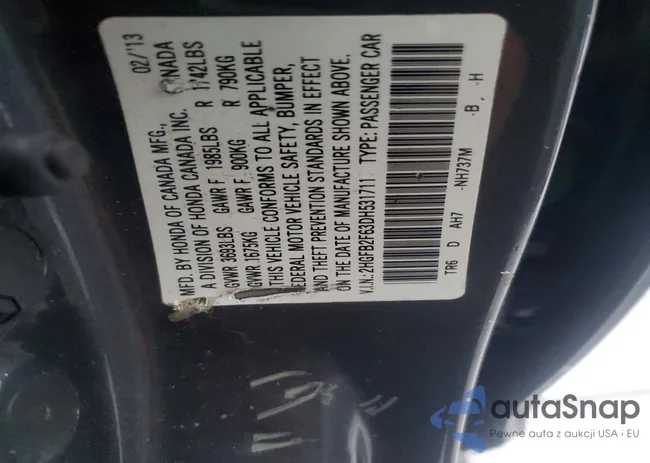 MFD. BY HONDA OF CANADA MFG., 02/'13
A DIVISION OF HONDA CANADA INC. CANADA
GVWR 3693LBS GAWR F 1985LBS R 1742LBS
GVWR 1675KG GAWR F 900KG R 790KG
THIS VEHICLE CONFORMS TO ALL APPLICABLE
FEDERAL MOTOR VEHICLE SAFETY, BUMPER,
AND THEFT PREVENTION STANDARDS IN EFFECT
ON THE DATE OF MANUFACTURE SHOWN ABOVE.
V.I.N.: 2HGFB2F63DH531711 TYPE: PASSENGER CAR
TR6 D AH7 -NH737M -B, -H
autaSnap
Pewne auta z aukcji USA i EU